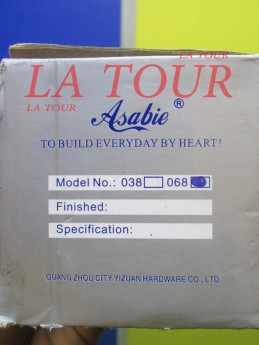 LA TOUR
LA TOUR
LA TOUR
Asabie®
TO BUILD EVERYDAY BY HEART!
Model No.: 038 068
Finished:
Specification:
GUANG ZHOU CITY YIZUAN HARDWARE CO., LTD